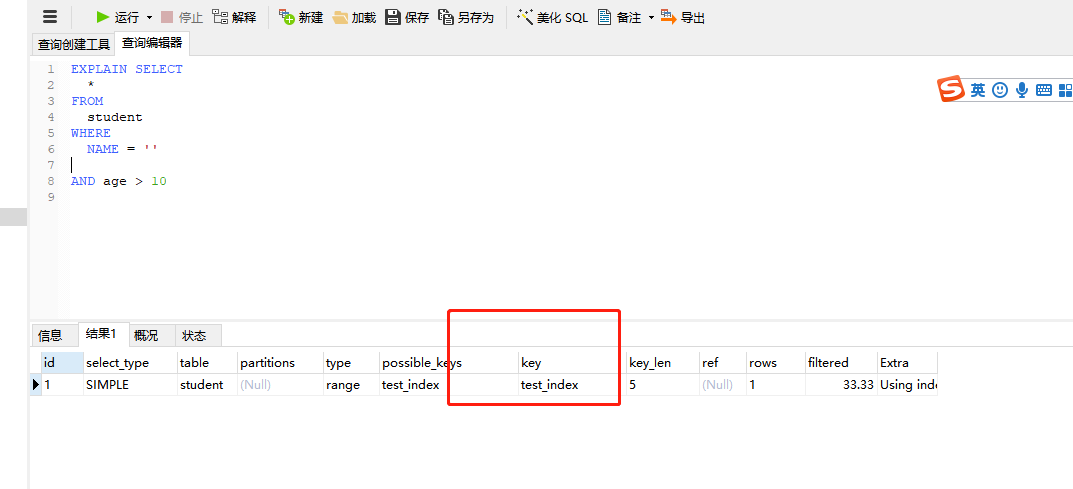 运行 停止 解释 新建 加载 保存 另存为 美化 SQL 备注 导出
查询创建工具 查询编辑器
1 EXPLAIN SELECT
2 *
3 FROM
4 student
5 WHERE
6 NAME = ''
7
8 AND age > 10
9
S 英
信息 结果1 概况 状态
id select_type table partitions type possible_keys key key_len ref rows filtered Extra
1 SIMPLE student (Null) range test_index test_index 5 (Null) 1 33.33 Using inde